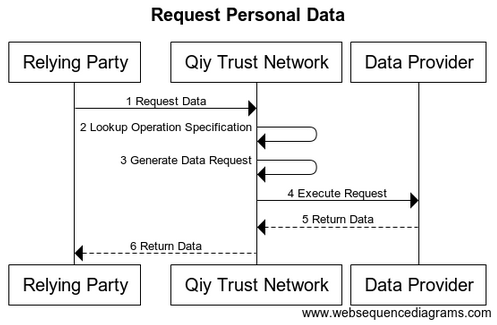 Request Personal Data
Relying Party
Qiy Trust Network
Data Provider
1 Request Data
2 Lookup Operation Specification
3 Generate Data Request
4 Execute Request
5 Return Data
6 Return Data
Relying Party
Qiy Trust Network
Data Provider
www.websequencediagrams.com